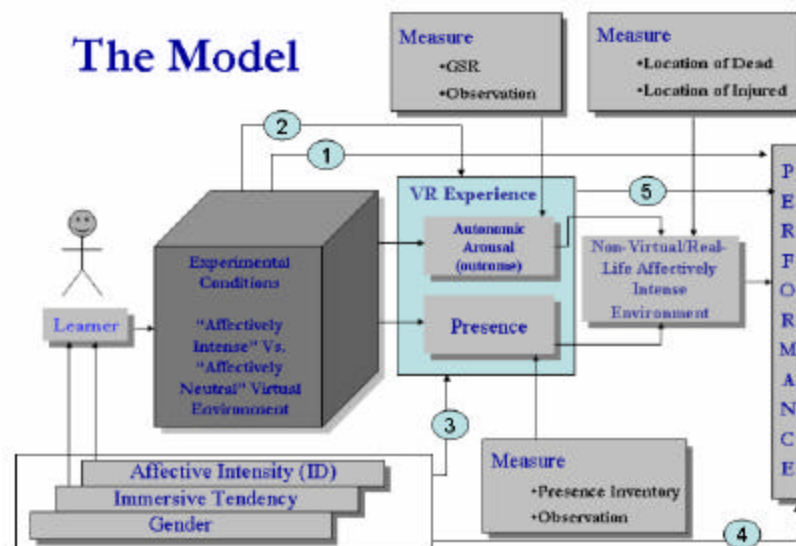 The Model
Measure
•GSR
•Observation
Measure
•Location of Dead
•Location of Injured
2
1
5
VR Experience
Autonomic
Arousal
(outcome)
Presence
Non-Virtual/Real-
Life Affectively
Intense
Environment
P
E
R
F
O
R
M
A
N
C
E
Experimental
Conditions
"Affectively
Intense" Vs.
"Affectively
Neutral" Virtual
Environment
Learner
3
Affective Intensity (ID)
Immersive Tendency
Gender
Measure
•Presence Inventory
•Observation
4